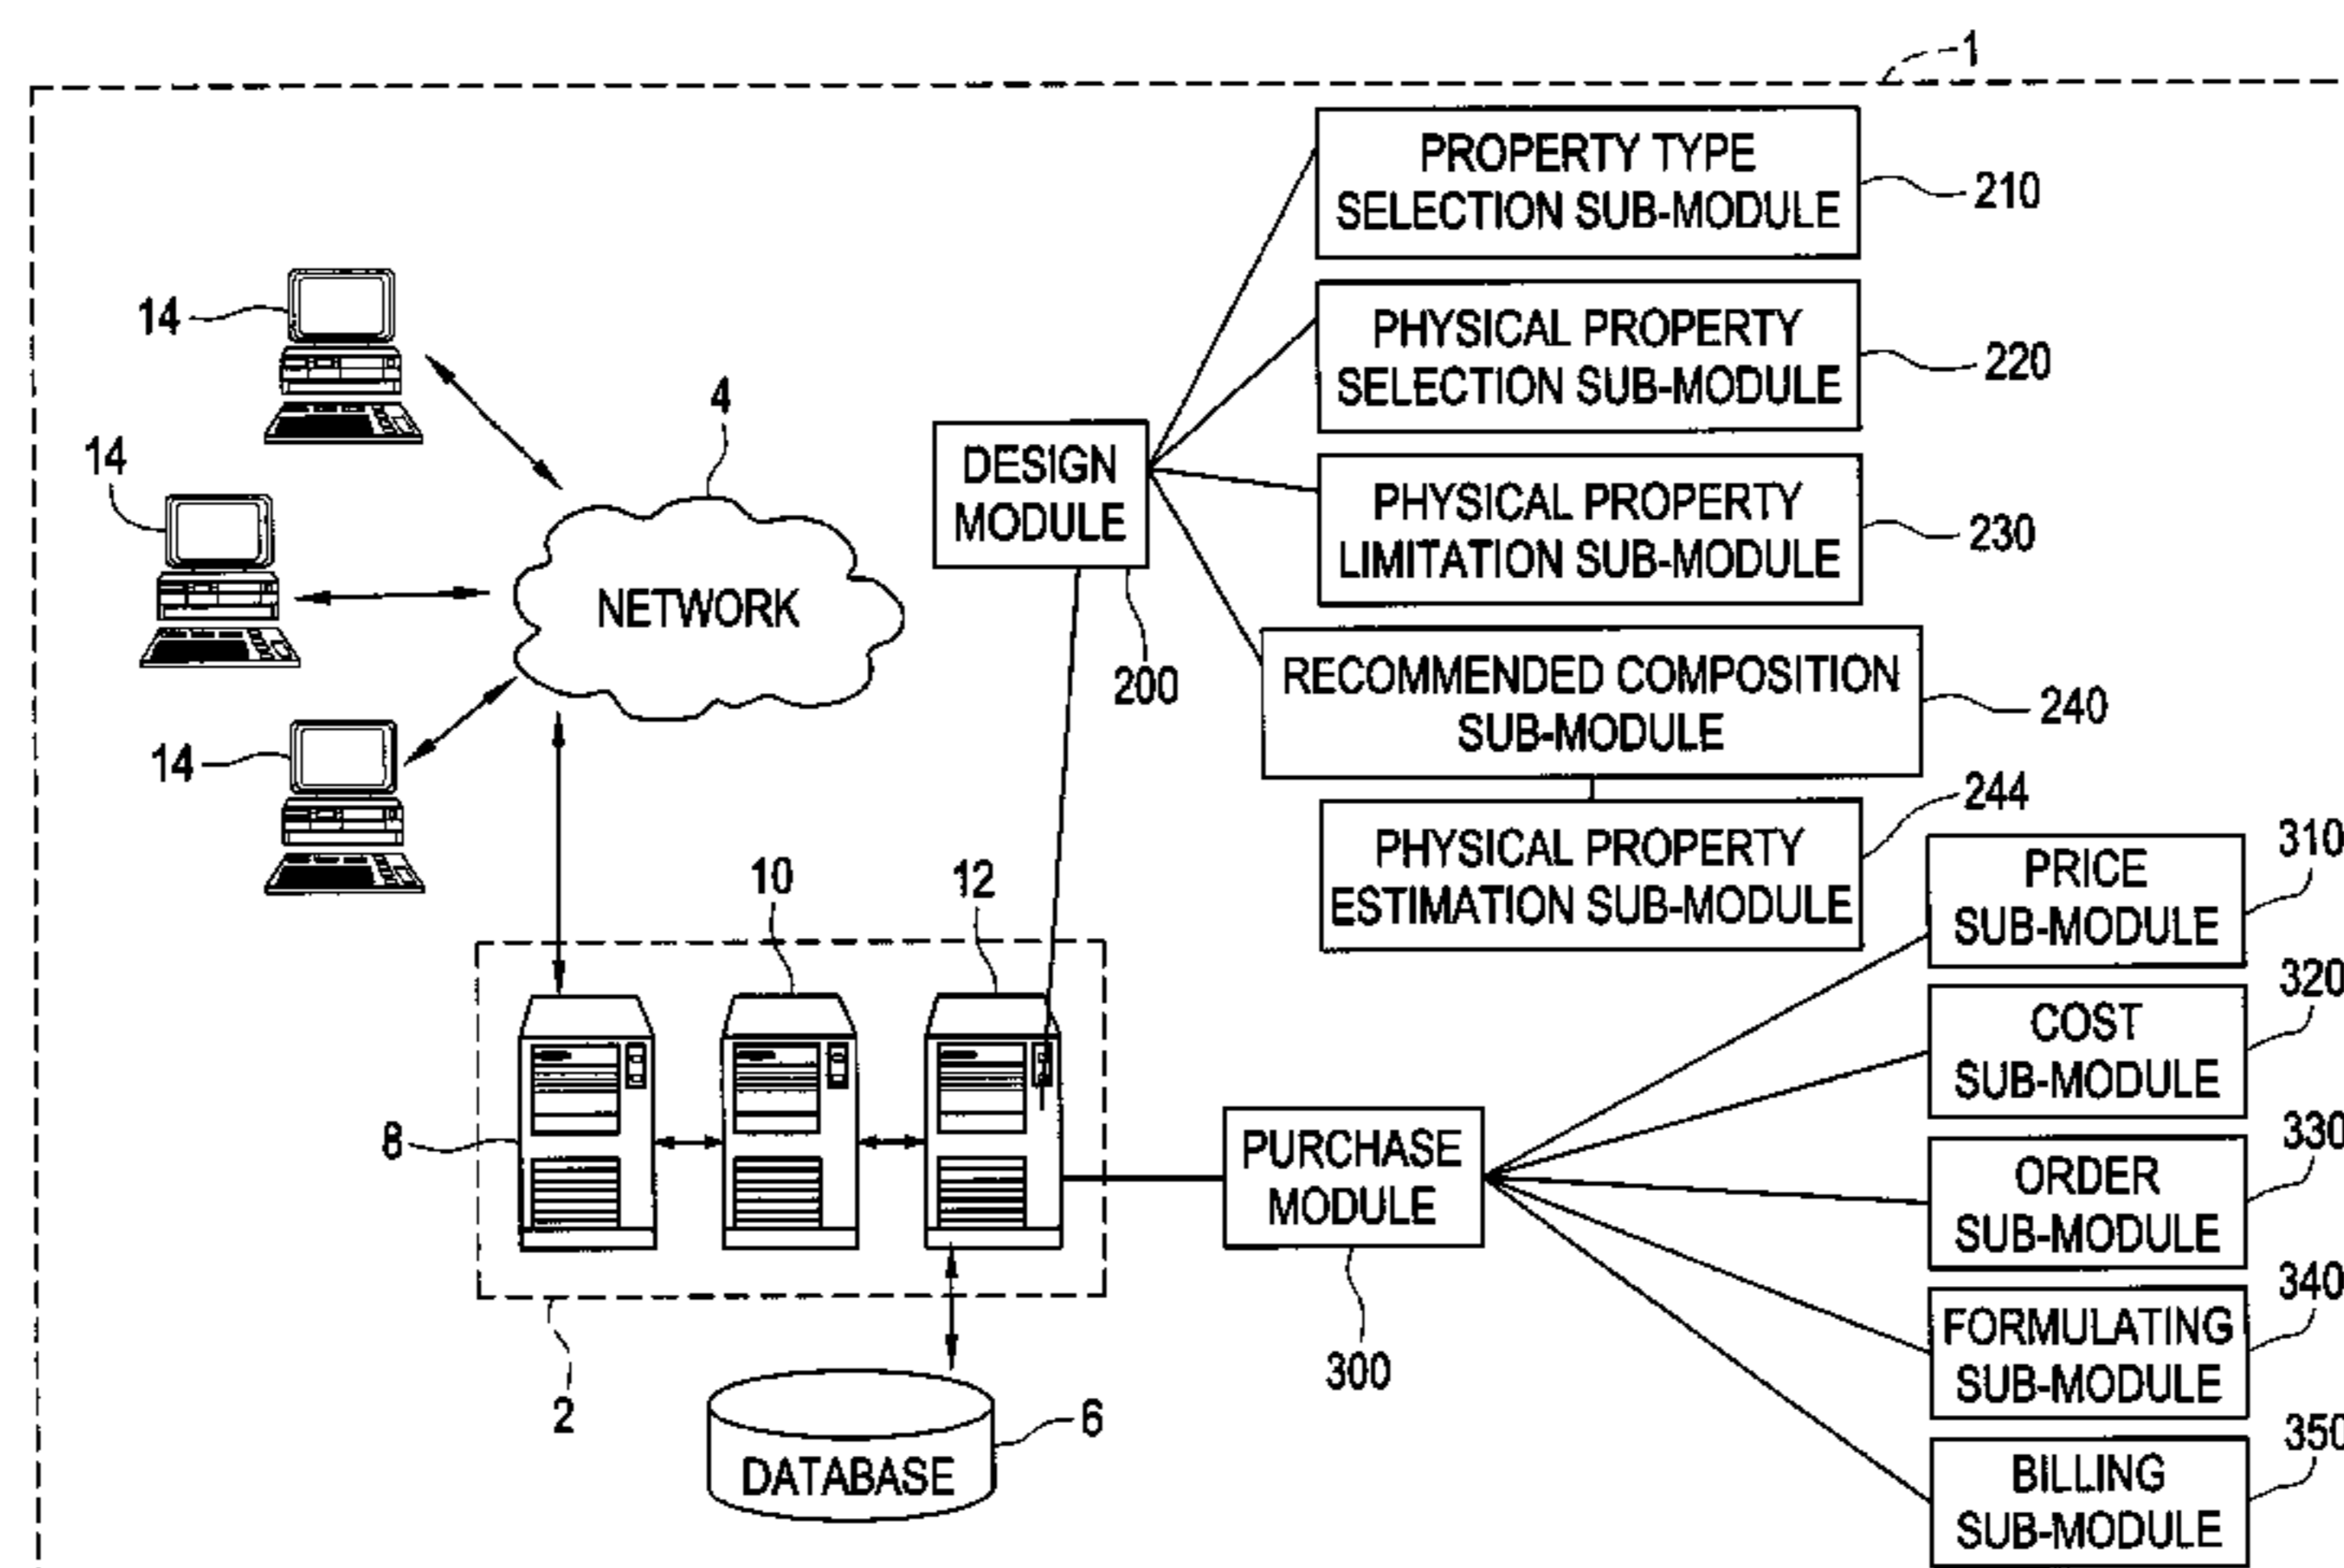 1
PROPERTY TYPE
SELECTION SUB-MODULE
210
14
PHYSICAL PROPERTY
SELECTION SUB-MODULE
220
4
14
DESIGN
MODULE
200
PHYSICAL PROPERTY
LIMITATION SUB-MODULE
230
NETWORK
RECOMMENDED COMPOSITION
SUB-MODULE
240
14
PHYSICAL PROPERTY
ESTIMATION SUB-MODULE
244
10
12
PRICE
SUB-MODULE
310
COST
SUB-MODULE
320
8
PURCHASE
MODULE
300
ORDER
SUB-MODULE
330
FORMULATING
SUB-MODULE
340
2
DATABASE
6
BILLING
SUB-MODULE
350